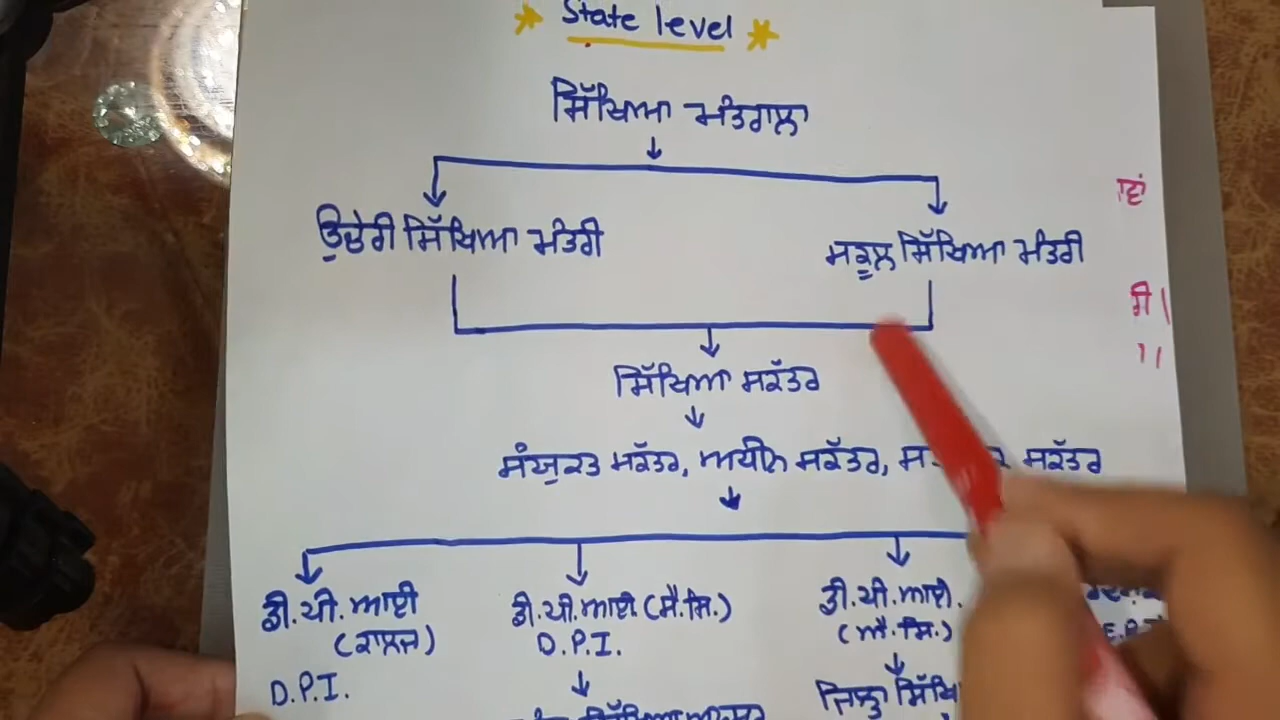 State level
ਸਿੱਖਿਆ ਮੰਤਰਾਲਾ
ਉਚੇਰੀ ਸਿੱਖਿਆ ਮੰਤਰੀ
ਸਕੂਲ ਸਿੱਖਿਆ ਮੰਤਰੀ
ਸਿੱਖਿਆ ਸਕੱਤਰ
ਸੰਯੁਕਤ ਸਕੱਤਰ, ਅਧੀਨ ਸਕੱਤਰ, ਸਕੱਤਰ
ਡੀ.ਪੀ.ਆਈ
(ਕਾਲਜ)
D.P.I.
ਡੀ.ਪੀ.ਆਈ. (ਸੈ.ਸਿ.)
D.P.I.
ਡੀ.ਪੀ.ਆਈ.
(ਐ.ਸਿ.)
ਜਿਲ੍ਹਾ